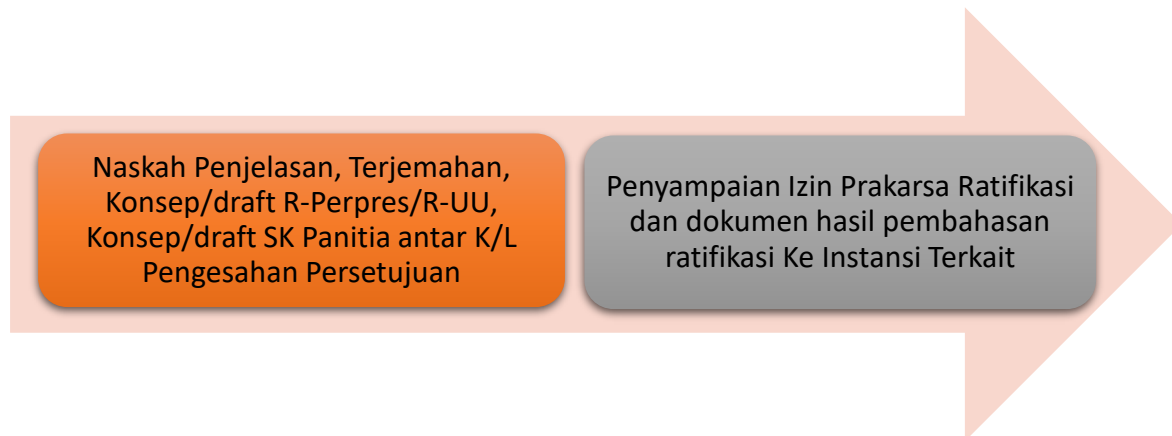 Naskah Penjelasan, Terjemahan,
Konsep/draft R-Perpres/R-UU,
Konsep/draft SK Panitia antar K/L
Pengesahan Persetujuan
Penyampaian Izin Prakarsa Ratifikasi
dan dokumen hasil pembahasan
ratifikasi Ke Instansi Terkait